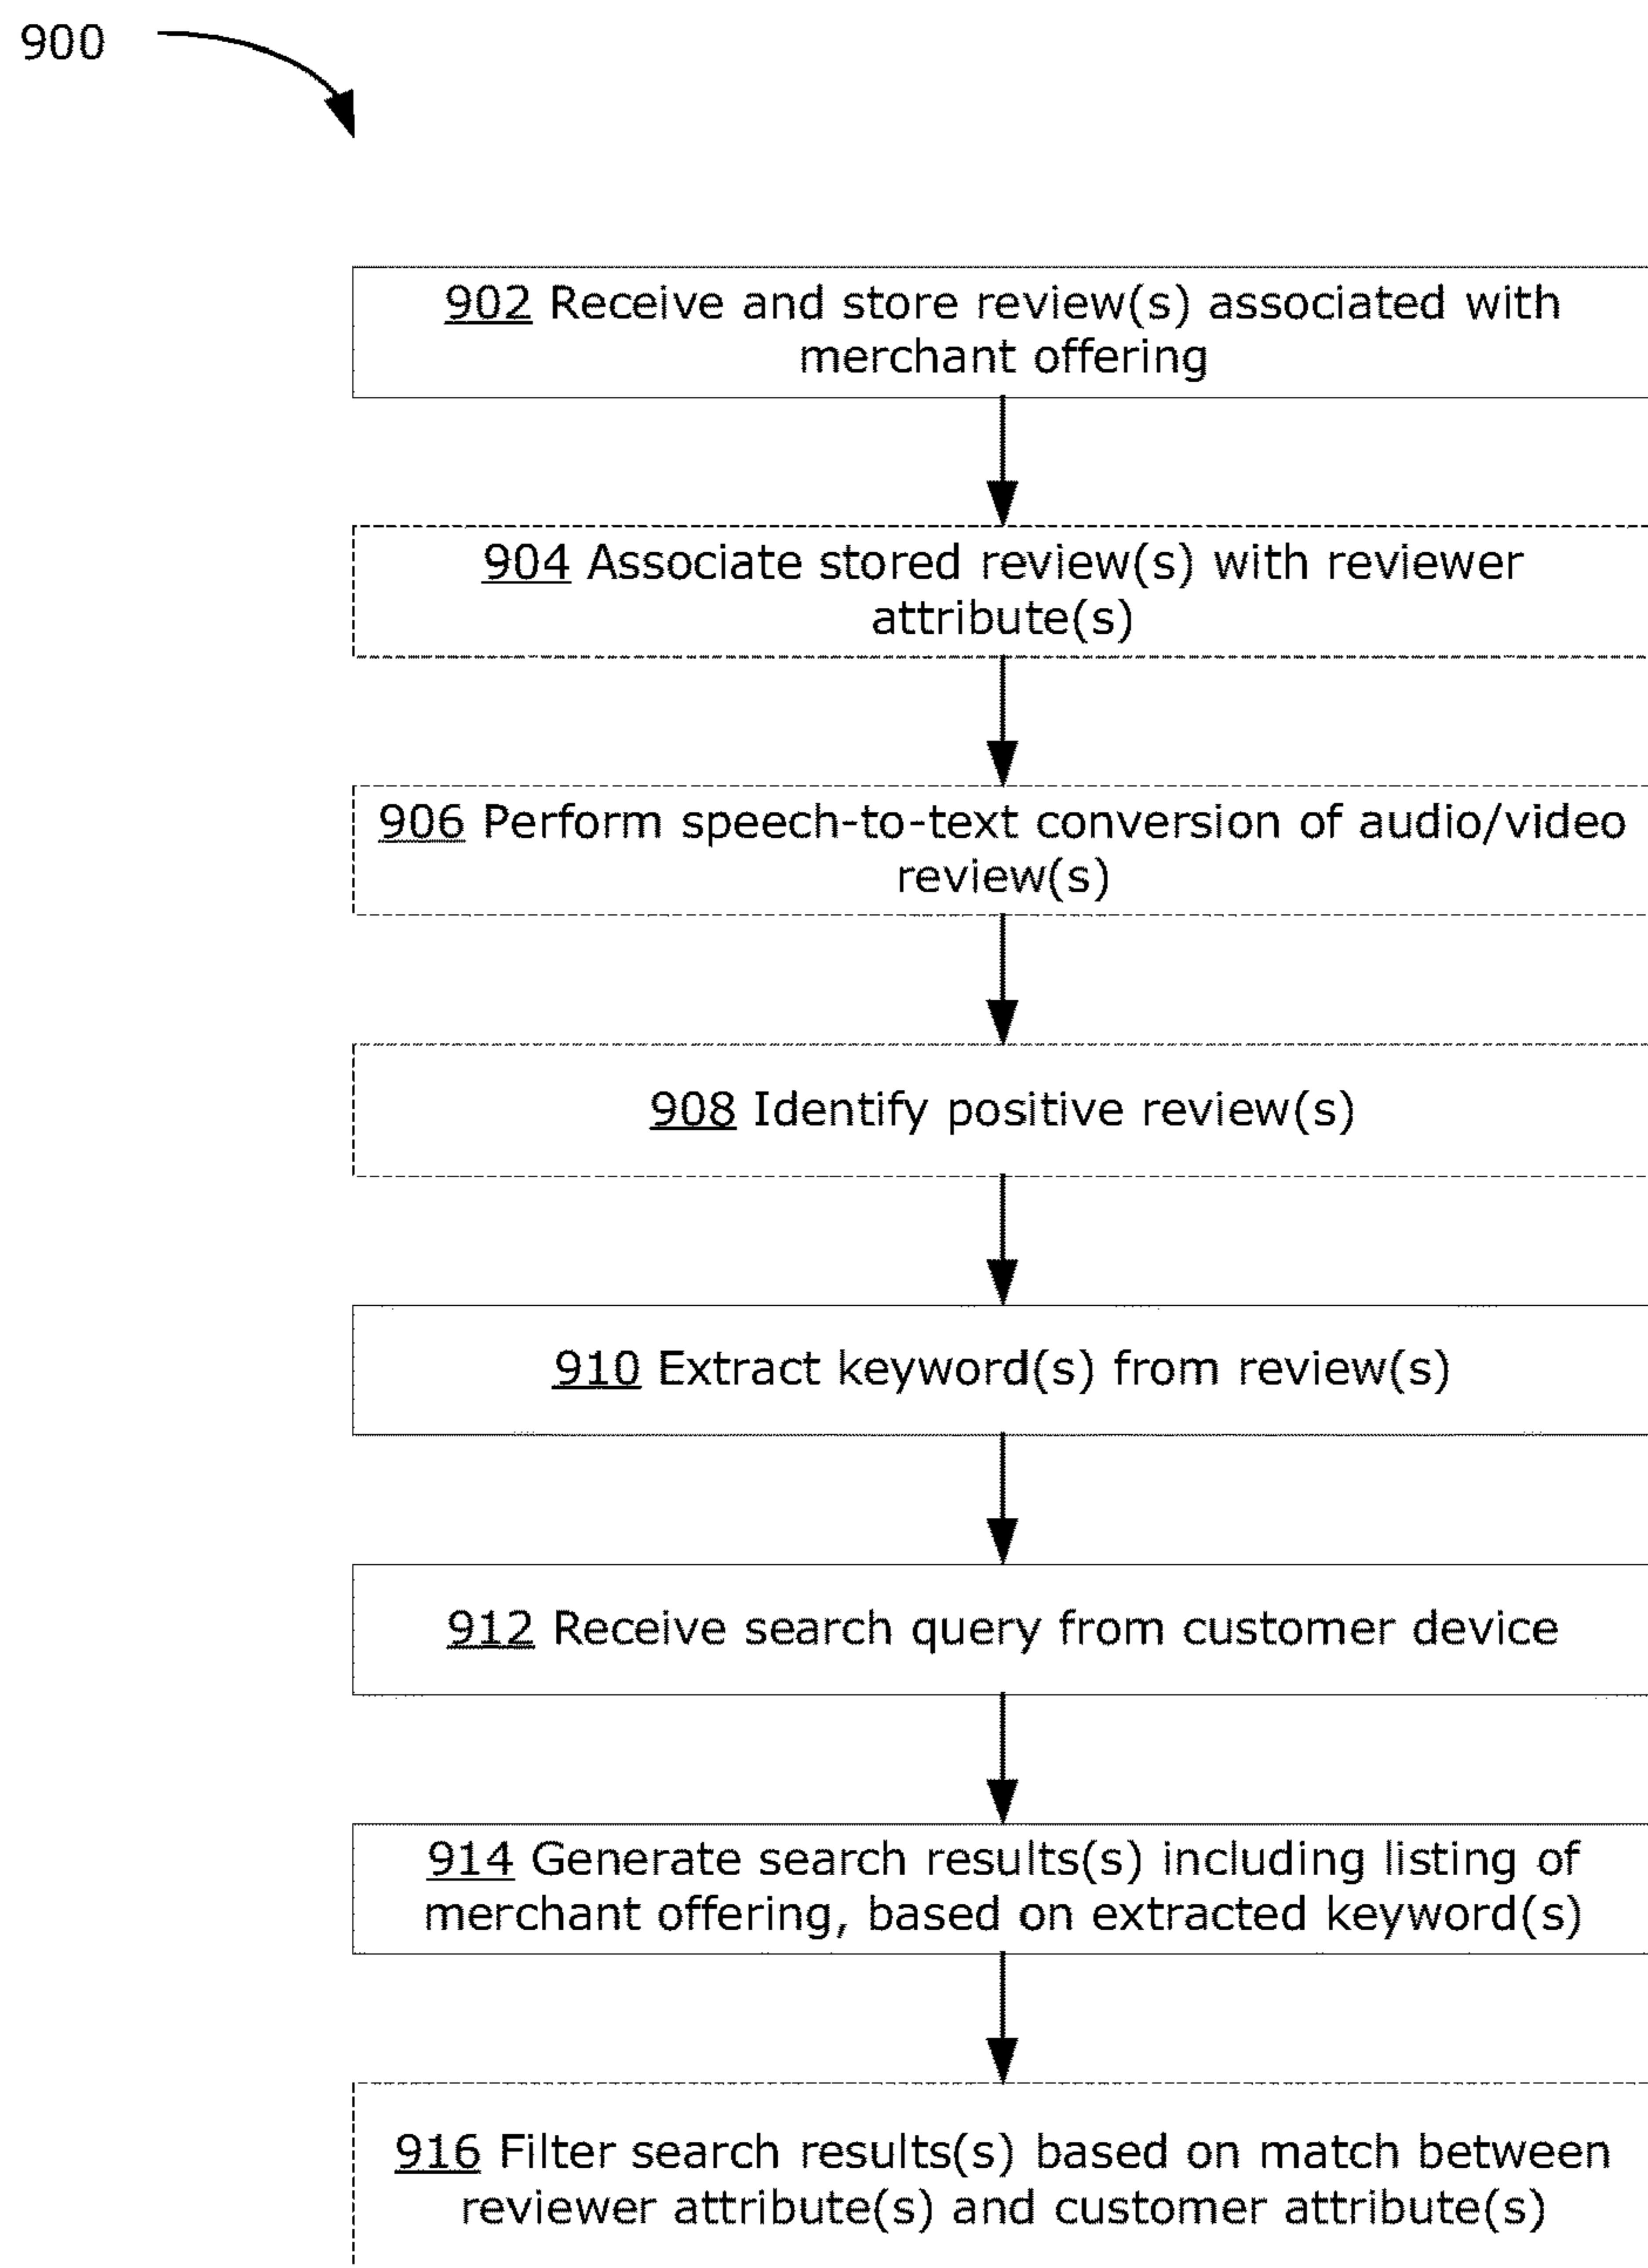 900
902 Receive and store review(s) associated with
merchant offering
904 Associate stored review(s) with reviewer
attribute(s)
906 Perform speech-to-text conversion of audio/video
review(s)
908 Identify positive review(s)
910 Extract keyword(s) from review(s)
912 Receive search query from customer device
914 Generate search results(s) including listing of
merchant offering, based on extracted keyword(s)
916 Filter search results(s) based on match between
reviewer attribute(s) and customer attribute(s)